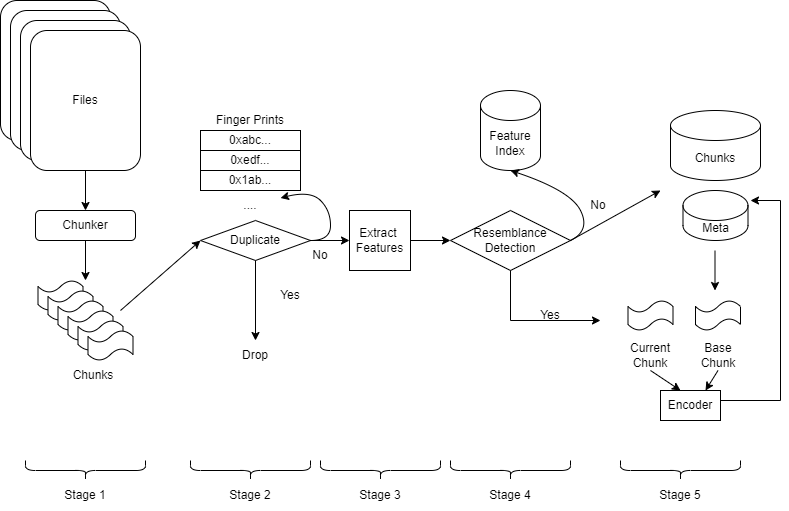 Files
Chunker
Chunks
Finger Prints
0xabc...
0xedf...
0x1ab...
....
Duplicate
No
Yes
Drop
Extract
Features
Feature
Index
Resemblance
Detection
No
Yes
Chunks
Meta
Current
Chunk
Base
Chunk
Encoder
Stage 1
Stage 2
Stage 3
Stage 4
Stage 5